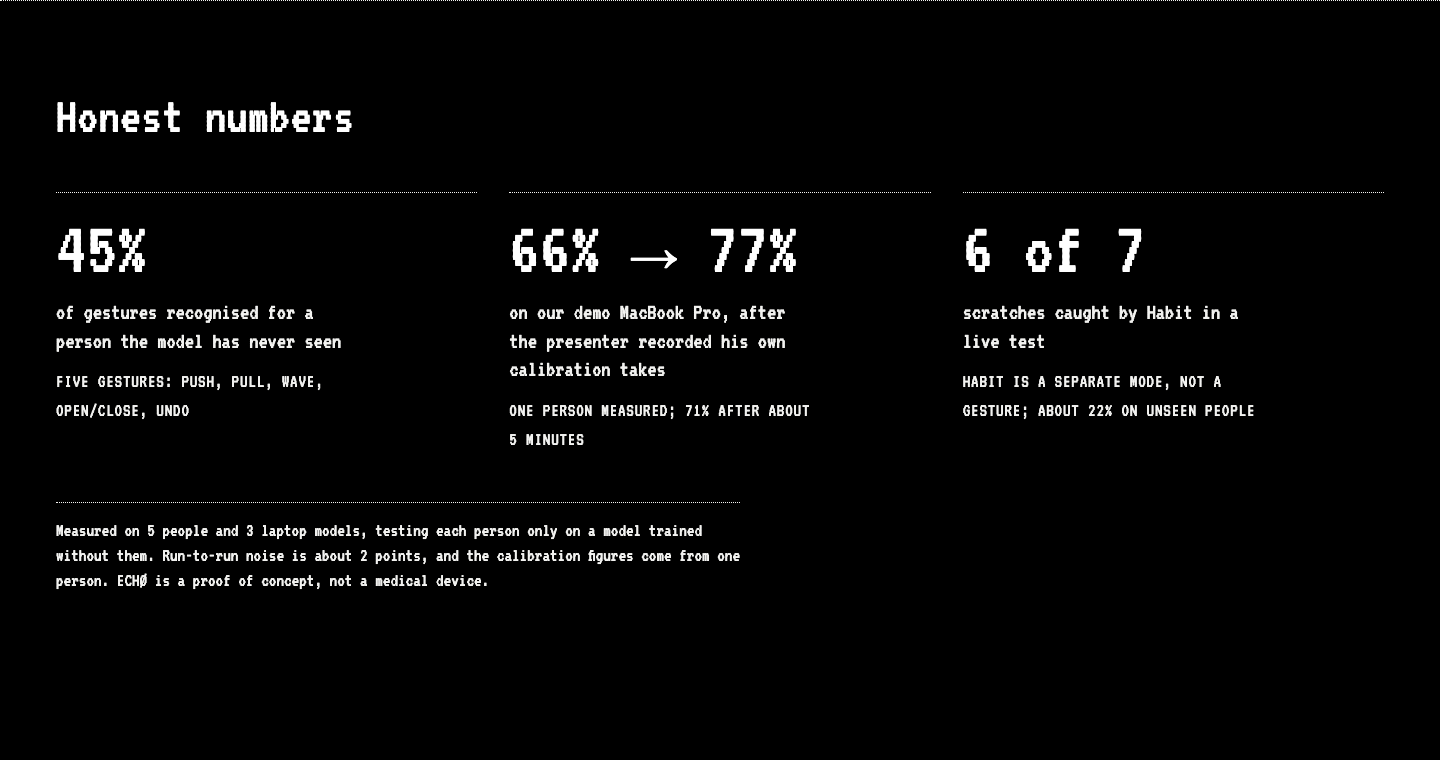 Honest numbers
45%
of gestures recognised for a
person the model has never seen
FIVE GESTURES: PUSH, PULL, WAVE,
OPEN/CLOSE, UNDO
66% → 77%
on our demo MacBook Pro, after
the presenter recorded his own
calibration takes
ONE PERSON MEASURED; 71% AFTER ABOUT
5 MINUTES
6 of 7
scratches caught by Habit in a
live test
HABIT IS A SEPARATE MODE, NOT A
GESTURE; ABOUT 22% ON UNSEEN PEOPLE
Measured on 5 people and 3 laptop models, testing each person only on a model trained
without them. Run-to-run noise is about 2 points, and the calibration figures come from one
person. ECHØ is a proof of concept, not a medical device.